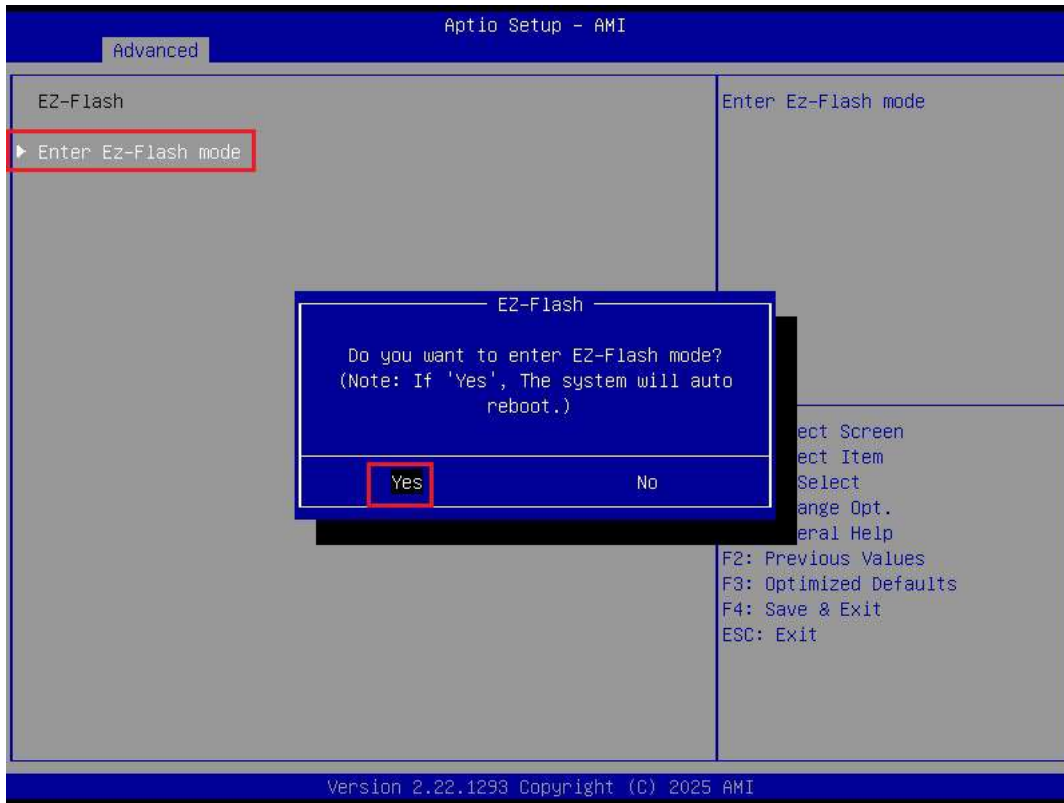 Aptio Setup – AMI
Advanced
EZ-Flash
Enter Ez-Flash mode
▶ Enter Ez-Flash mode
EZ-Flash
Do you want to enter EZ-Flash mode?
(Note: If 'Yes', The system will auto
reboot.)
Yes No
ect Screen
ect Item
Select
ange Opt.
eral Help
F2: Previous Values
F3: Optimized Defaults
F4: Save & Exit
ESC: Exit
Version 2.22.1293 Copyright (C) 2025 AMI